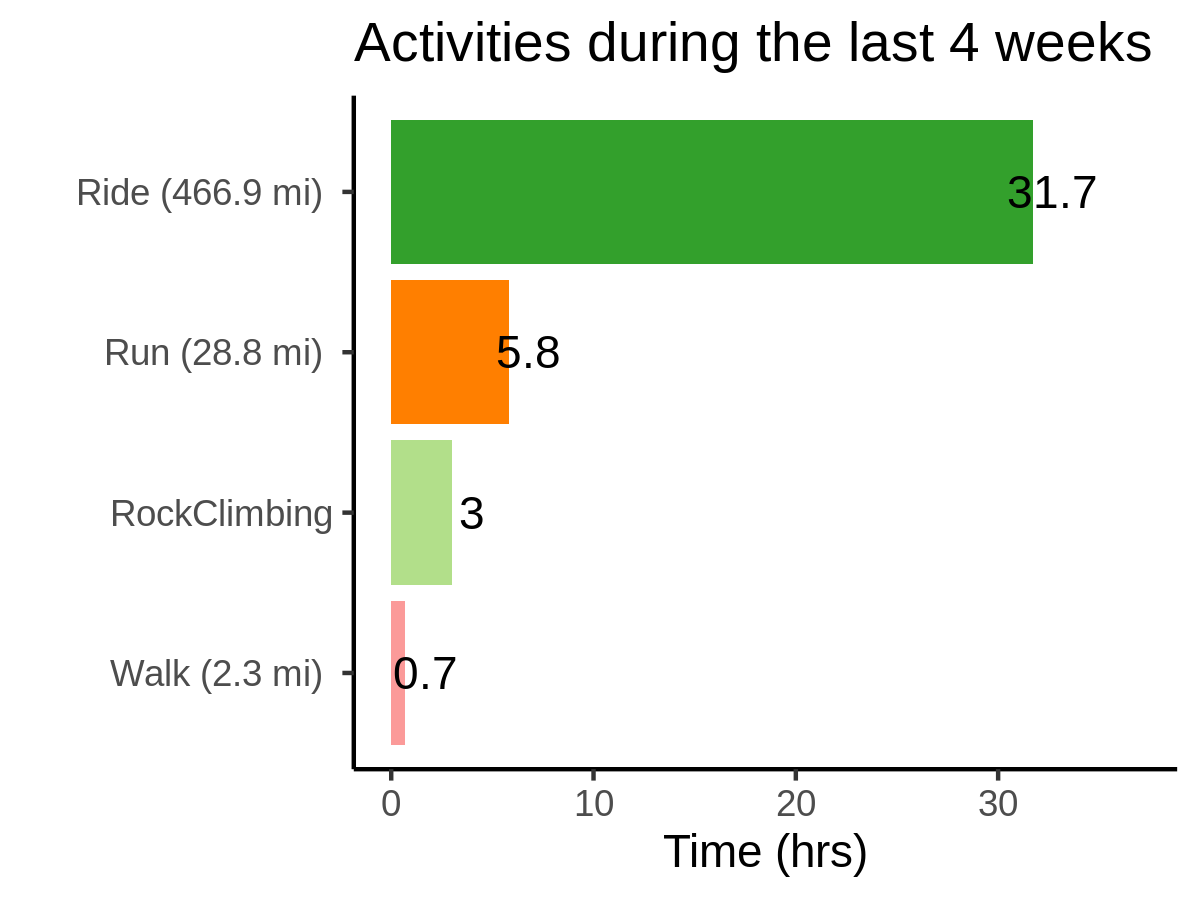 Activities during the last 4 weeks
Ride (466.9 mi)
31.7
Run (28.8 mi)
5.8
RockClimbing
3
Walk (2.3 mi)
0.7
0 10 20 30
Time (hrs)